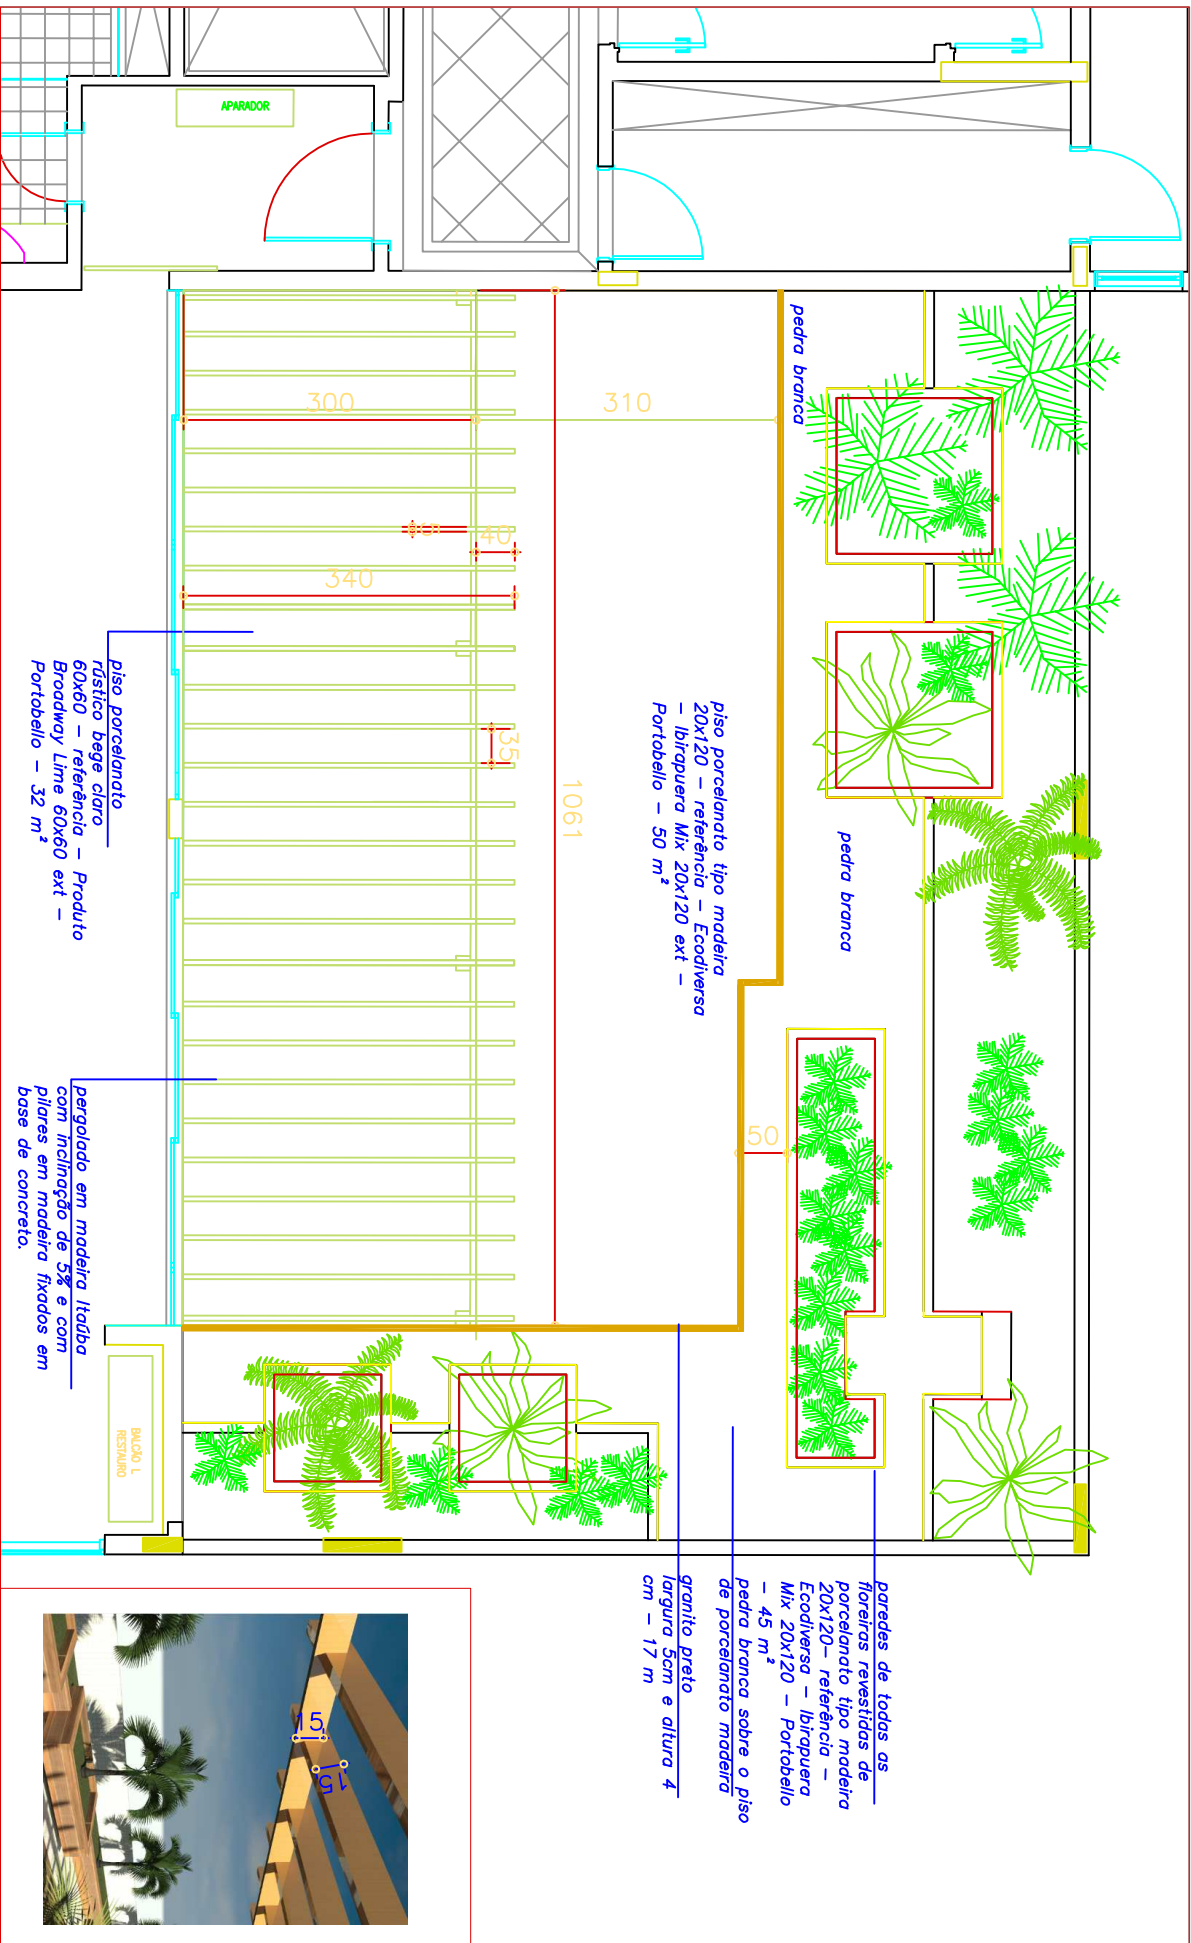 APARADOR
pedra branca
300
310
5
40
340
35
1061
piso porcelanato
rústico bege claro
60x60 - referência - Produto
Broadway Lime 60x60 ext -
Portobello - 32 m²
piso porcelanato tipo madeira
20x120 - referência - Ecodiversa
- Ibirapuera Mix 20x120 ext -
Portobello - 50 m²
pedra branca
50
pergolado em madeira Itaúba
com inclinação de 5% e com
pilares em madeira fixados em
base de concreto.
BALCÃO L
RESTAURO
paredes de todas as
floreiras revestidas de
porcelanato tipo madeira
20x120- referência -
Ecodiversa - Ibirapuera
Mix 20x120 - Portobello
- 45 m²
pedra branca sobre o piso
de porcelanato madeira
granito preto
largura 5cm e altura 4
cm - 17 m
15
15